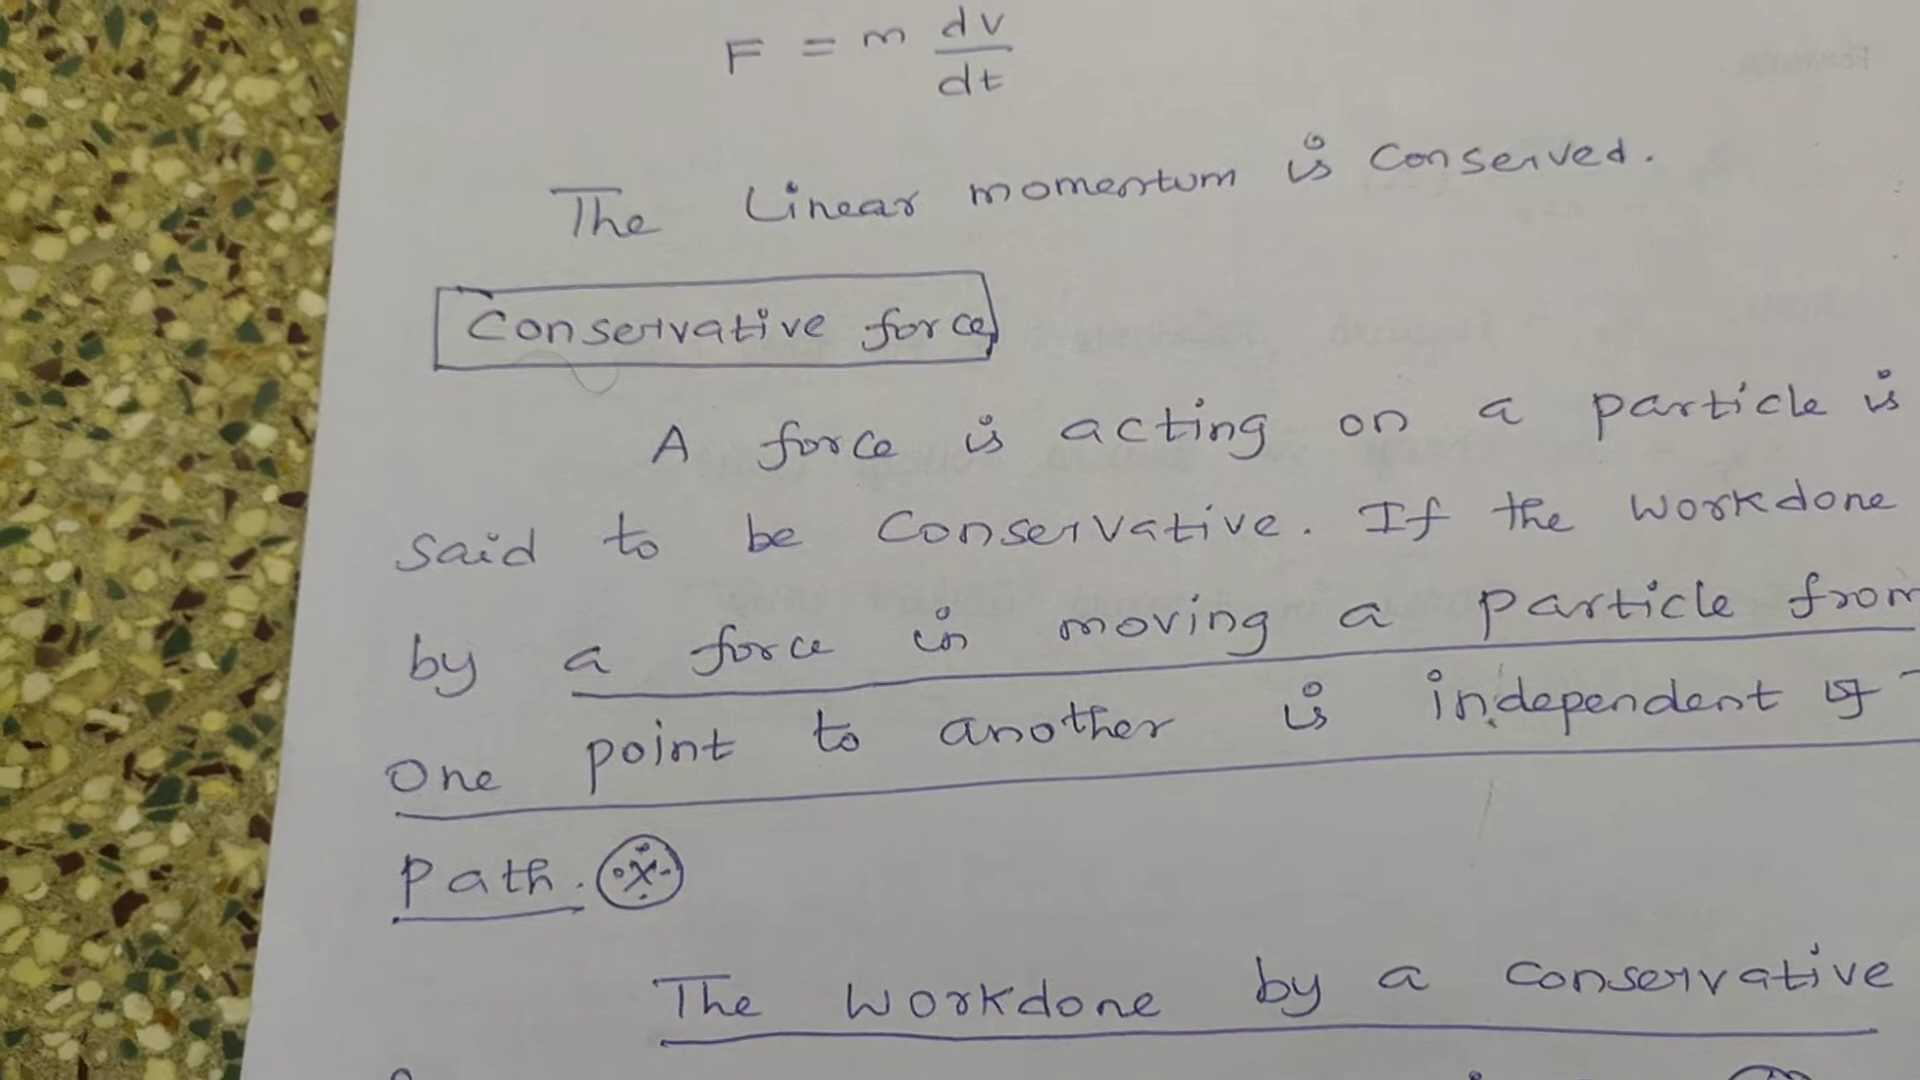 F = m dv/dt
The Linear momentum is conserved.
Conservative force
A force is acting on a particle is
said to be conservative. If the workdone
by a force in moving a particle from
One point to another is independent of
path.
The workdone by a conservative